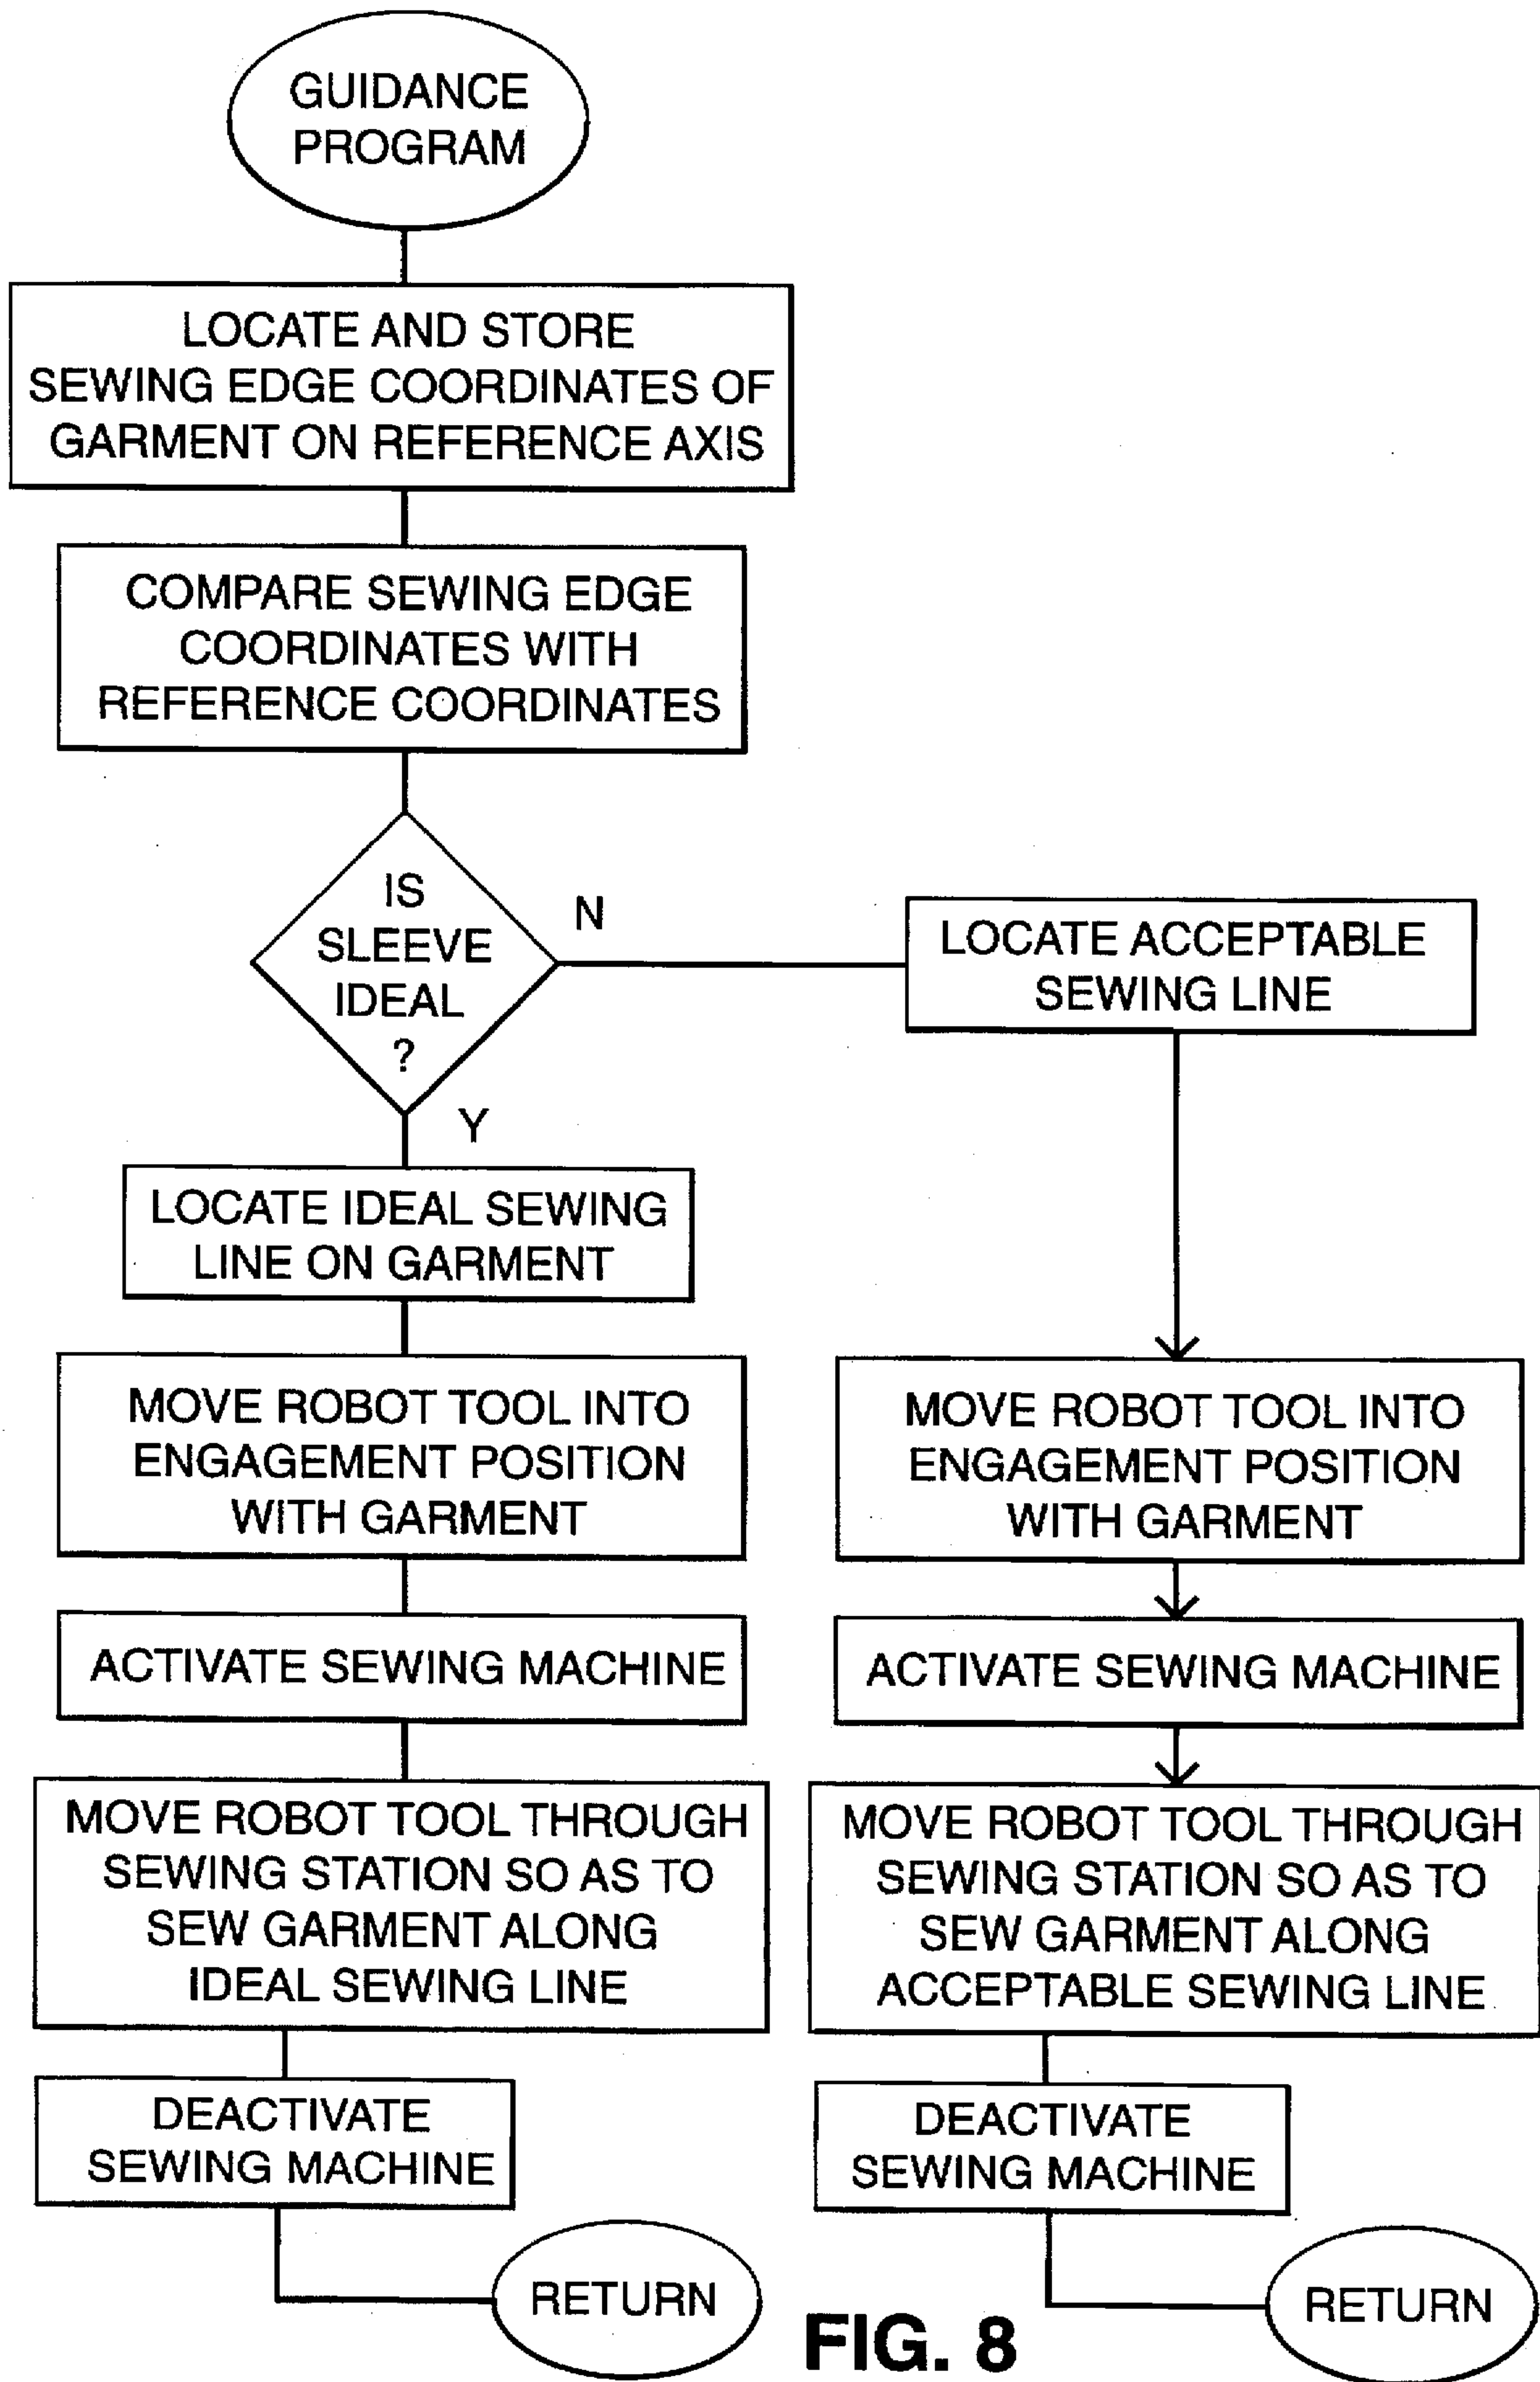 GUIDANCE
PROGRAM
LOCATE AND STORE
SEWING EDGE COORDINATES OF
GARMENT ON REFERENCE AXIS
COMPARE SEWING EDGE
COORDINATES WITH
REFERENCE COORDINATES
IS
SLEEVE
IDEAL
?
N
LOCATE ACCEPTABLE
SEWING LINE
Y
LOCATE IDEAL SEWING
LINE ON GARMENT
MOVE ROBOT TOOL INTO
ENGAGEMENT POSITION
WITH GARMENT
ACTIVATE SEWING MACHINE
MOVE ROBOT TOOL THROUGH
SEWING STATION SO AS TO
SEW GARMENT ALONG
IDEAL SEWING LINE
DEACTIVATE
SEWING MACHINE
RETURN
MOVE ROBOT TOOL INTO
ENGAGEMENT POSITION
WITH GARMENT
ACTIVATE SEWING MACHINE
MOVE ROBOT TOOL THROUGH
SEWING STATION SO AS TO
SEW GARMENT ALONG
ACCEPTABLE SEWING LINE
DEACTIVATE
SEWING MACHINE
RETURN
FIG. 8